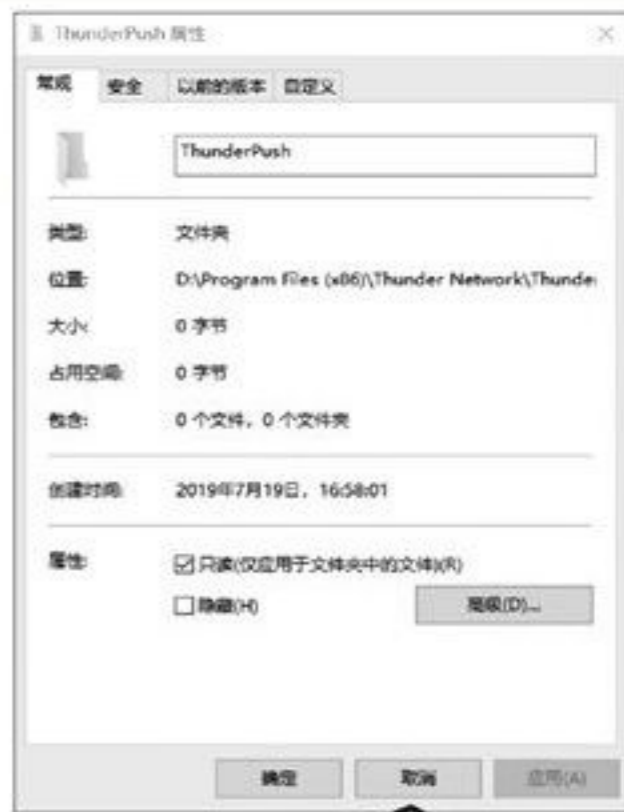 ThunderPush 属性
常规 安全 以前的版本 自定义
ThunderPush
类型: 文件夹
位置: D:\Program Files (x86)\Thunder Network\Thunde
大小: 0 字节
占用空间: 0 字节
包含: 0 个文件，0 个文件夹
创建时间: 2019年7月19日，16:58:01
属性: 只读(仅应用于文件夹中的文件)(R)
隐藏(H) 高级(D)...
确定 取消 应用(A)